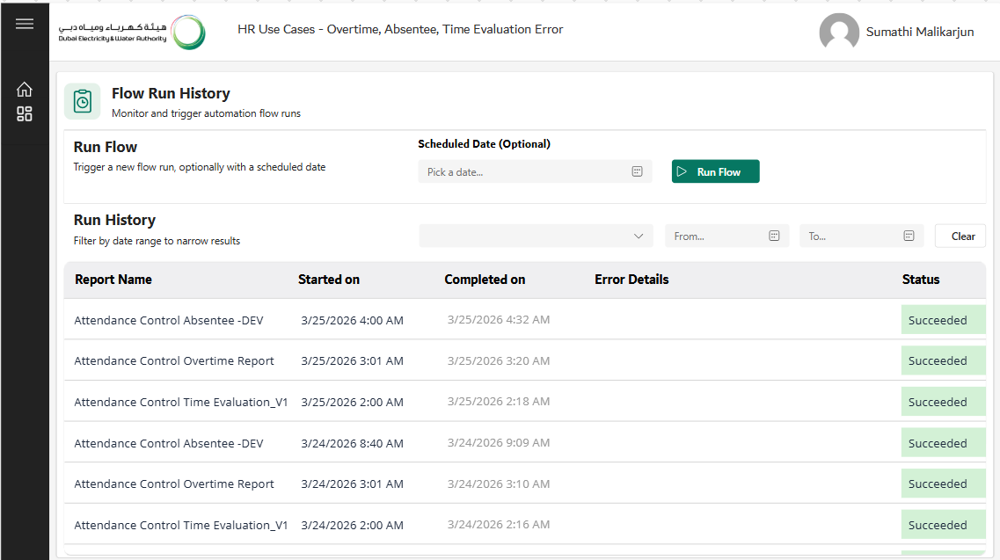 هيئة كهرباء ومياه دبي
Dubai Electricity & Water Authority
HR Use Cases - Overtime, Absentee, Time Evaluation Error
Sumathi Malikarjun
Flow Run History
Monitor and trigger automation flow runs
Run Flow
Trigger a new flow run, optionally with a scheduled date
Scheduled Date (Optional)
Pick a date...
Run Flow
Run History
Filter by date range to narrow results
From...
To...
Clear
Report Name Started on Completed on Error Details Status
Attendance Control Absentee -DEV 3/25/2026 4:00 AM 3/25/2026 4:32 AM Succeeded
Attendance Control Overtime Report 3/25/2026 3:01 AM 3/25/2026 3:20 AM Succeeded
Attendance Control Time Evaluation_V1 3/25/2026 2:00 AM 3/25/2026 2:18 AM Succeeded
Attendance Control Absentee -DEV 3/24/2026 8:40 AM 3/24/2026 9:09 AM Succeeded
Attendance Control Overtime Report 3/24/2026 3:01 AM 3/24/2026 3:10 AM Succeeded
Attendance Control Time Evaluation_V1 3/24/2026 2:00 AM 3/24/2026 2:16 AM Succeeded